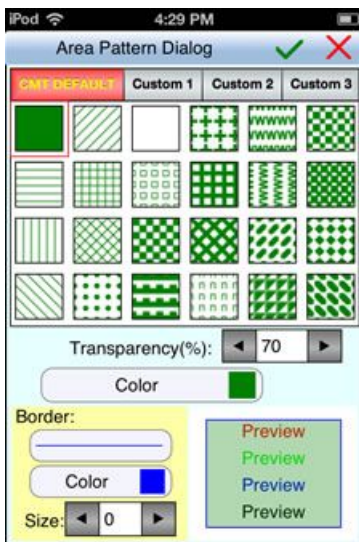 iPod 4:29 PM
Area Pattern Dialog
CMT DEFAULT Custom 1 Custom 2 Custom 3
Transparency(%): 70
Color
Border:
Color
Size: 0
Preview
Preview
Preview
Preview